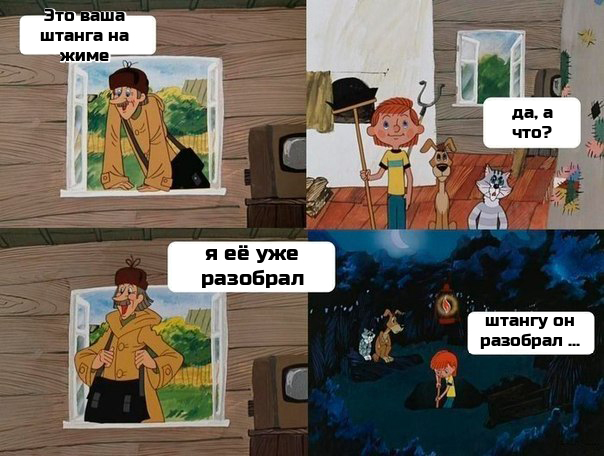 Это ваша
штанга на
жиме
да, а
что?
я её уже
разобрал
штангу он
разобрал ...